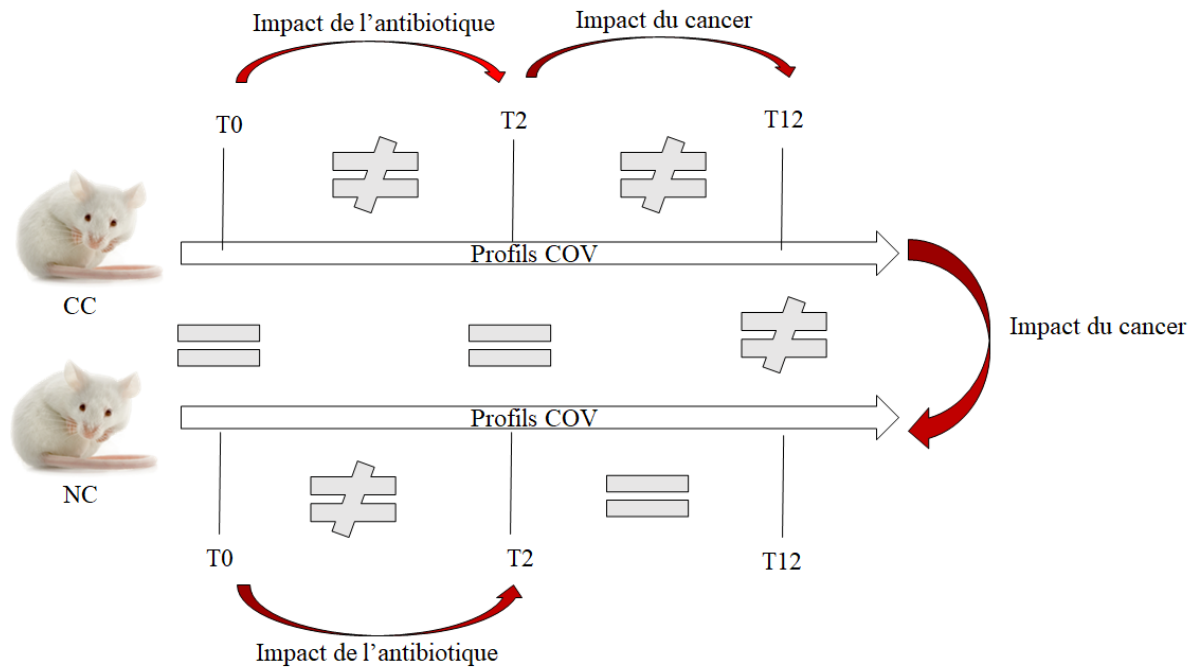 Impact de l’antibiotique
Impact du cancer
T0
T2
T12
Profils COV
CC
Impact du cancer
Profils COV
NC
T0
T2
T12
Impact de l’antibiotique